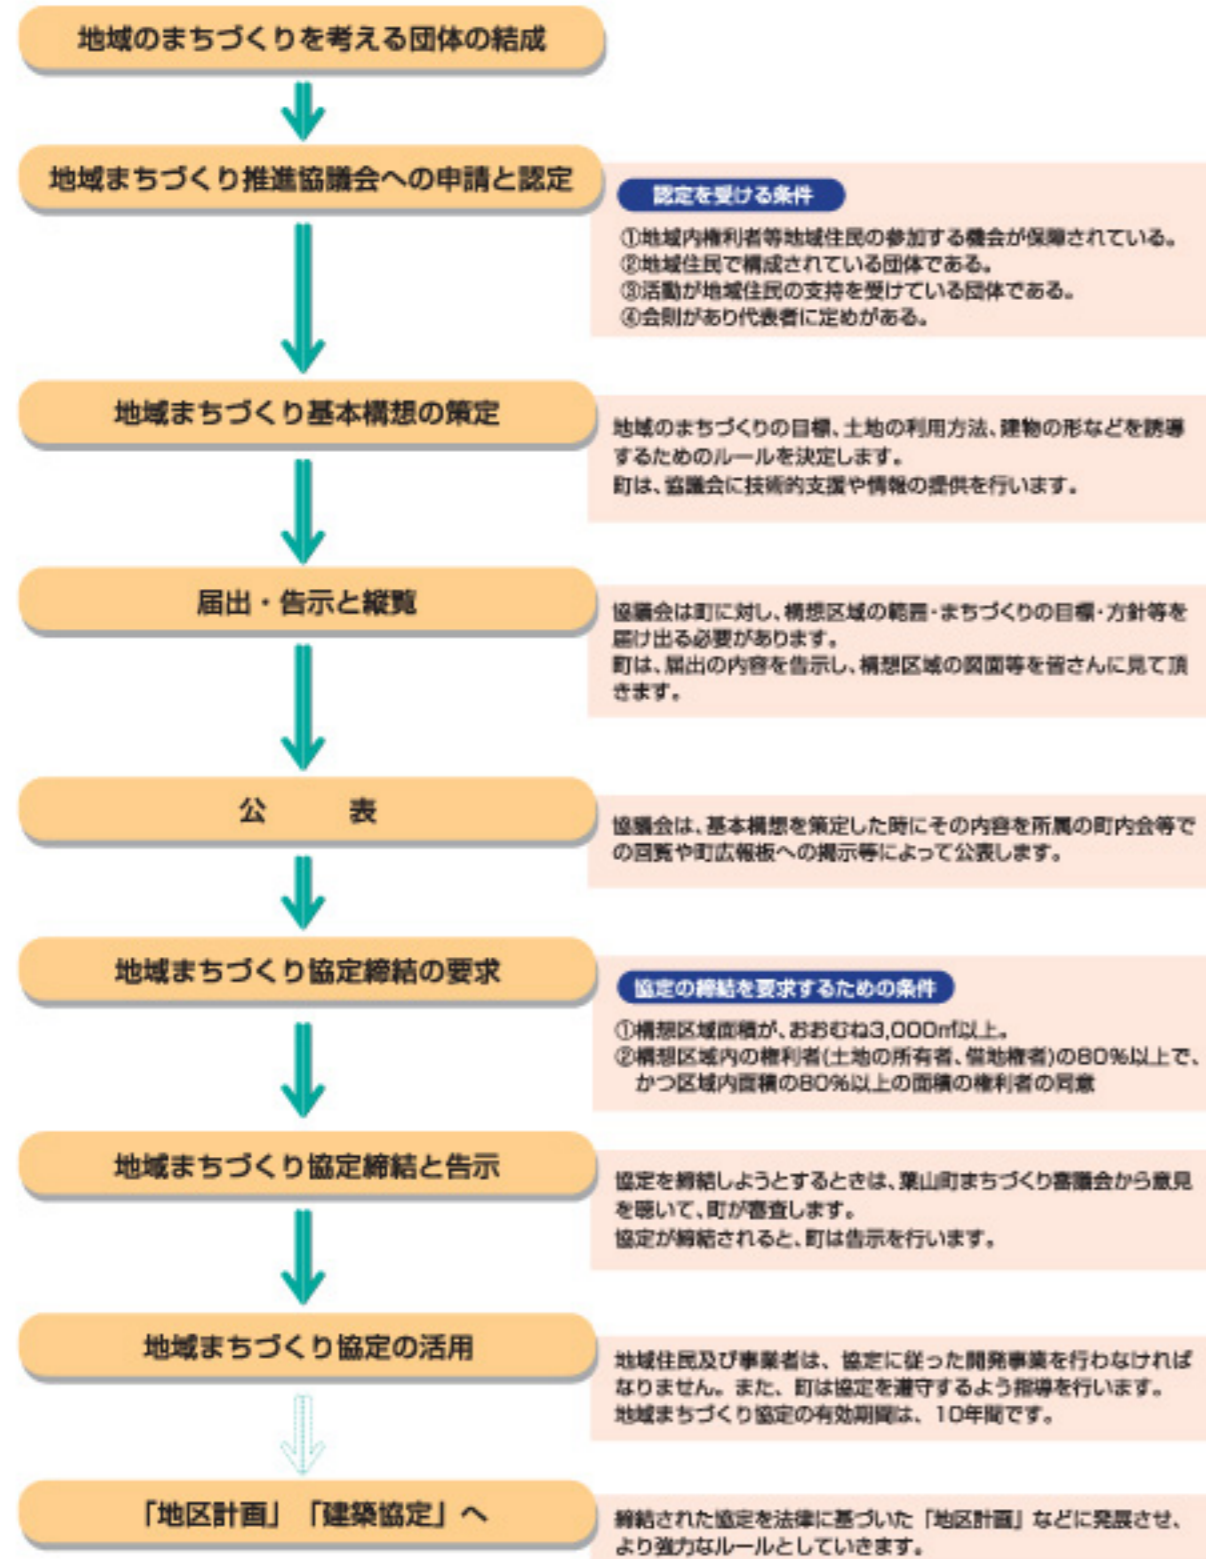 地域のまちづくりを考える団体の結成
地域まちづくり推進協議会への申請と認定
認定を受ける条件
①地域内権利者等地域住民の参加する機会が保障されている。
②地域住民で構成されている団体である。
③活動が地域住民の支持を受けている団体である。
④会則があり代表者に定めがある。
地域まちづくり基本構想の策定
地域のまちづくりの目標、土地の利用方法、建物の形などを誘導
するためのルールを決定します。
町は、協議会に技術的支援や情報の提供を行います。
届出・告示と縦覧
協議会は町に対し、構想区域の範囲・まちづくりの目標・方針等を
届け出る必要があります。
町は、届出の内容を告示し、構想区域の図面等を皆さんに見て頂
きます。
公　　表
協議会は、基本構想を策定した時にその内容を所属の町内会等で
の回覧や町広報板への掲示等によって公表します。
地域まちづくり協定締結の要求
協定の締結を要求するための条件
①構想区域面積が、おおむね3,000㎡以上。
②構想区域内の権利者(土地の所有者、借地権者)の80%以上で、
かつ区域内面積の80%以上の面積の権利者の同意
地域まちづくり協定締結と告示
協定を締結しようとするときは、葉山町まちづくり審議会から意見
を聴いて、町が審査します。
協定が締結されると、町は告示を行います。
地域まちづくり協定の活用
地域住民及び事業者は、協定に従った開発事業を行わなければ
なりません。また、町は協定を遵守するよう指導を行います。
地域まちづくり協定の有効期間は、10年間です。
「地区計画」「建築協定」へ
締結された協定を法律に基づいた「地区計画」などに発展させ、
より強力なルールとしていきます。